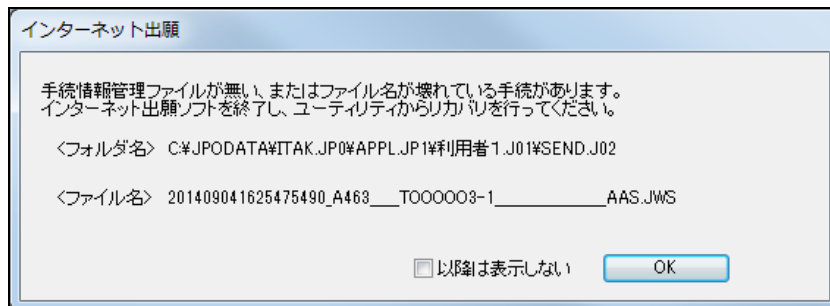 インターネット出願
手続情報管理ファイルが無い、またはファイル名が壊れている手続があります。
インターネット出願ソフトを終了し、ユーティリティからリカバリを行ってください。
<フォルダ名> C:¥JPODATA¥ITAK.JP0¥APPL.JP1¥利用者1.J01¥SEND.J02
<ファイル名> 201409041625475490_A463___TOOOOO3-1____________AAS.JWS
以降は表示しない
OK